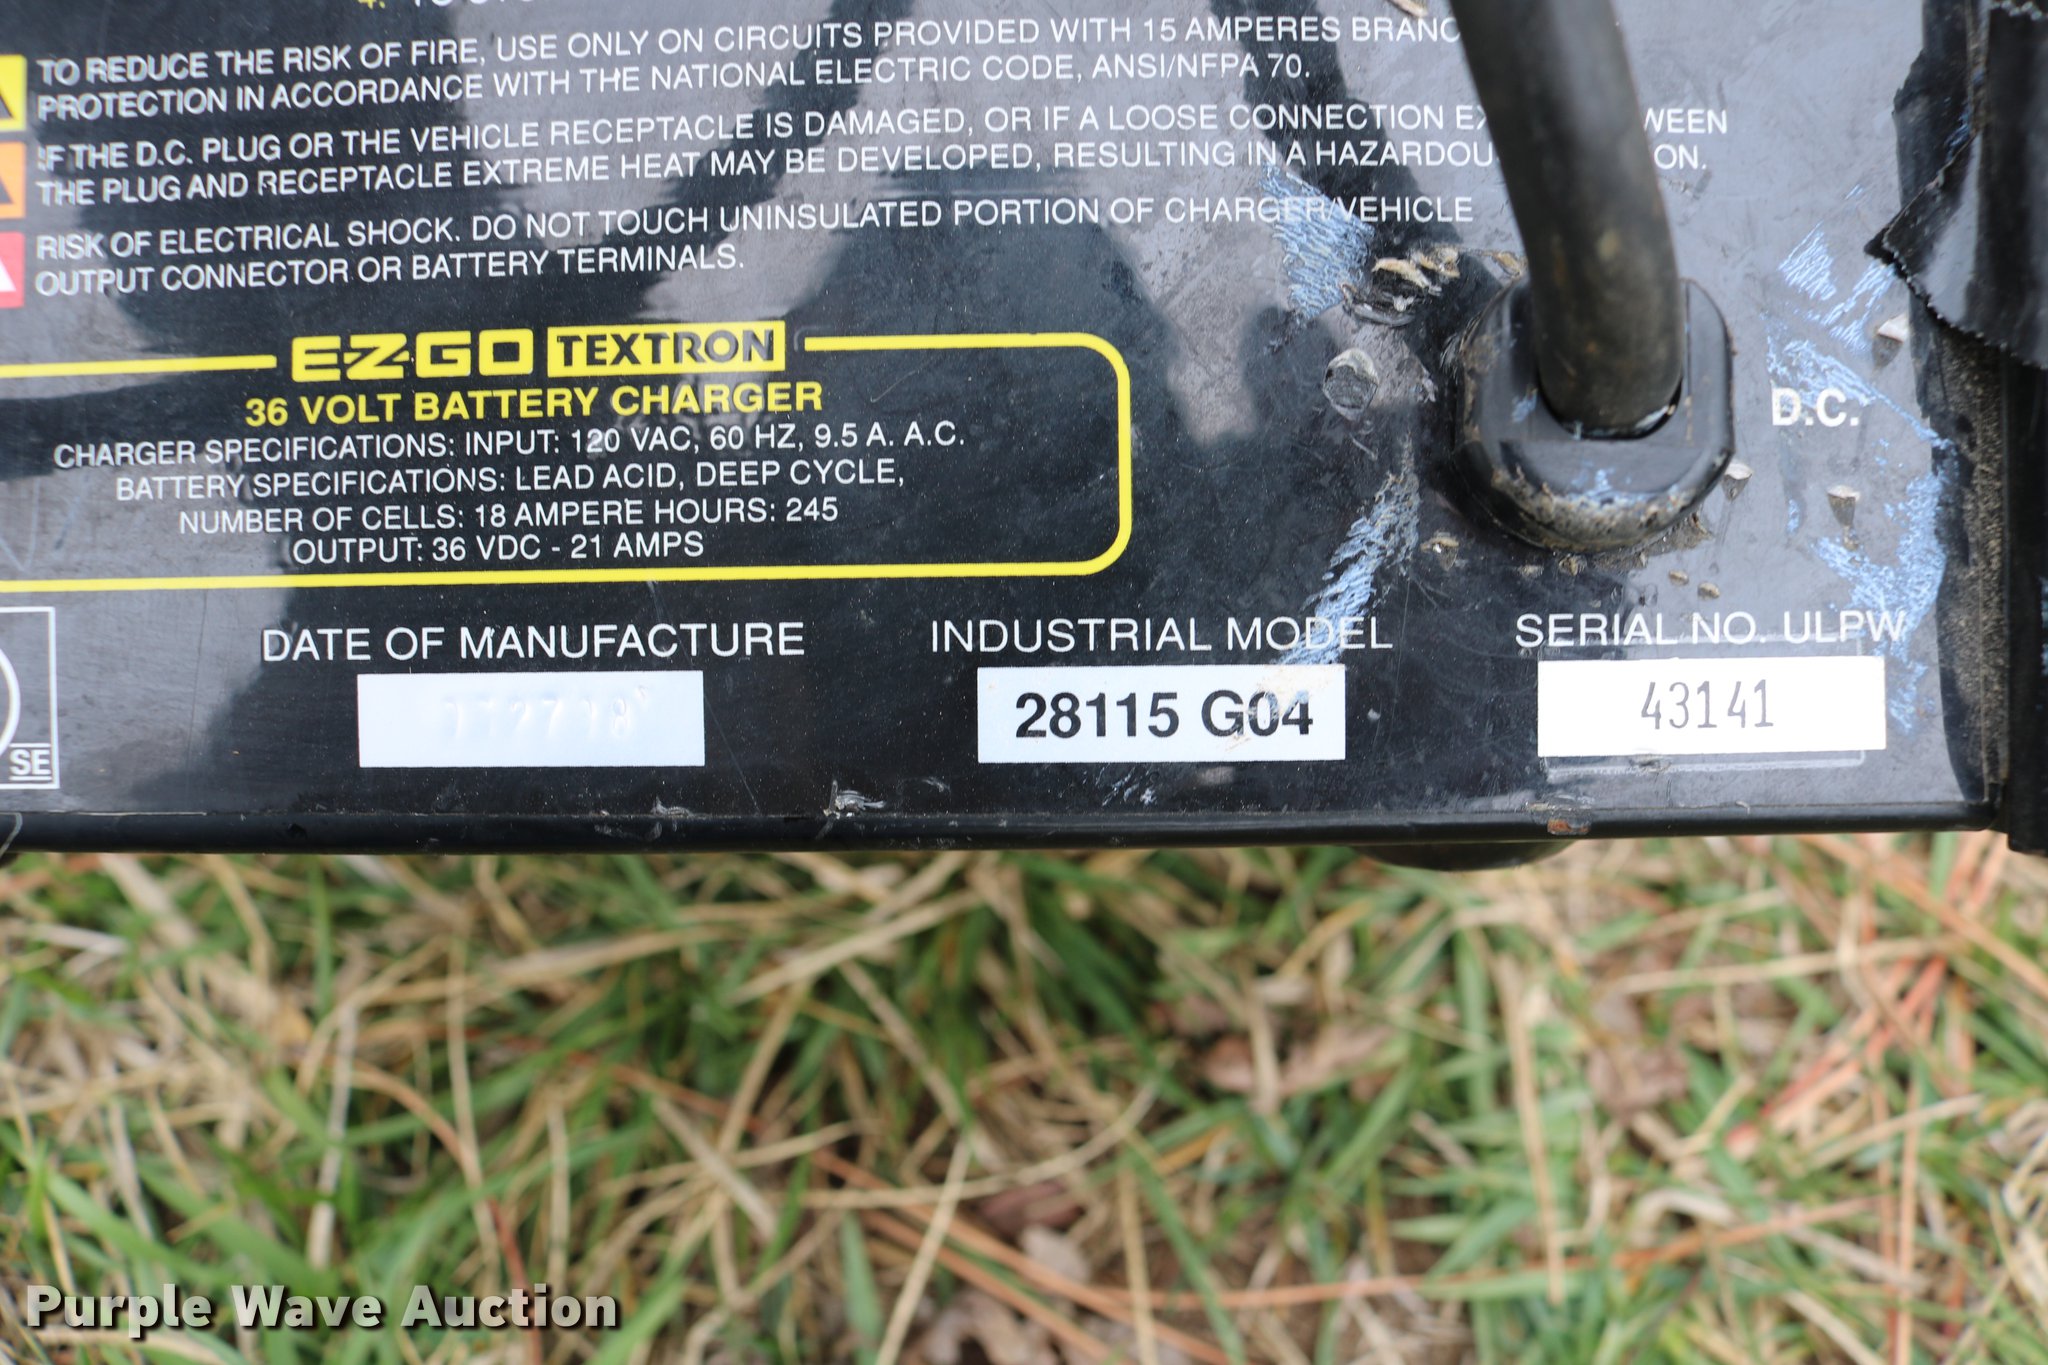 TO REDUCE THE RISK OF FIRE, USE ONLY ON CIRCUITS PROVIDED WITH 15 AMPERES
PROTECTION IN ACCORDANCE WITH THE NATIONAL ELECTRIC CODE, ANSI/NFPA 70.
IF THE D.C. PLUG OR THE VEHICLE RECEPTACLE IS DAMAGED, OR IF A LOOSE CONNECTION
THE PLUG AND RECEPTACLE EXTREME HEAT MAY BE DEVELOPED, RESULTING IN A
RISK OF ELECTRICAL SHOCK. DO NOT TOUCH UNINSULATED PORTION OF CHARGER/VEHICLE
OUTPUT CONNECTOR OR BATTERY TERMINALS.
E-Z-GO TEXTRON
36 VOLT BATTERY CHARGER
CHARGER SPECIFICATIONS: INPUT: 120 VAC, 60 HZ, 9.5 A. A.C.
BATTERY SPECIFICATIONS: LEAD ACID, DEEP CYCLE,
NUMBER OF CELLS: 18 AMPERE HOURS: 245
OUTPUT: 36 VDC - 21 AMPS
D.C.
DATE OF MANUFACTURE INDUSTRIAL MODEL SERIAL NO. ULPW
28115 G04 43141
SE
Purple Wave Auction